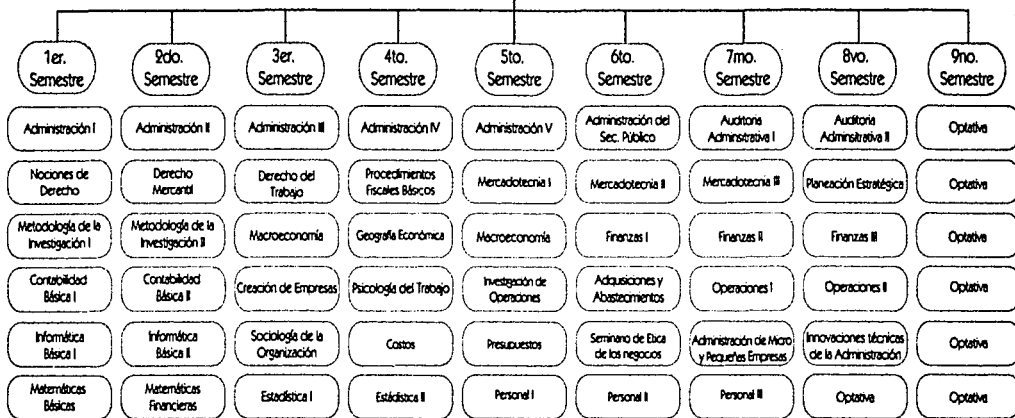 1er.
Semestre
2do.
Semestre
3er.
Semestre
4to.
Semestre
5to.
Semestre
6to.
Semestre
7mo.
Semestre
8vo.
Semestre
9no.
Semestre
Administración I
Administración II
Administración III
Administración IV
Administración V
Administración del
Sec. Público
Auditoria
Adminstrativa I
Auditoria
Adminsitrativa II
Optativa
Nociones de
Derecho
Derecho
Mercantil
Derecho del
Trabajo
Procedimientos
Fiscales Básicos
Mercadotecnia I
Mercadotecnia II
Mercadotecnia III
Planeación Estratégica
Optativa
Metodología de la
Investigación I
Metodología de la
Investigación II
Macroeconomía
Geografía Económica
Macroeconomía
Finanzas I
Finanzas II
Finanzas III
Optativa
Contabilidad
Básica I
Contabilidad
Básica II
Creación de Empresas
Psicología del Trabajo
Investigación de
Operaciones
Adquisiciones y
Abastecimientos
Operaciones I
Operaciones II
Optativa
Informática
Básica I
Informática
Básica II
Sociología de la
Organización
Costos
Presupuestos
Seminario de Etica
de los negocios
Administración de Micro
y Pequeñas Empresas
Innovaciones técnicas
de la Administración
Optativa
Matemáticas
Básicas
Matemáticas
Financieras
Estadística I
Estádistica II
Personal I
Personal II
Personal III
Optativa
Optativa